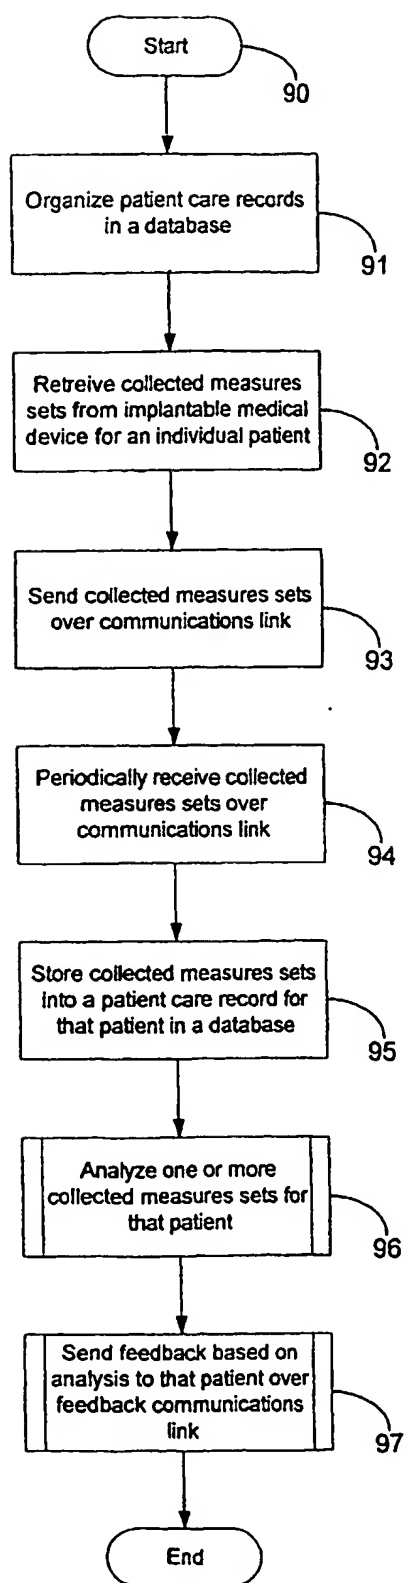 Start
90
Organize patient care records
in a database
91
Retreive collected measures
sets from implantable medical
device for an individual patient
92
Send collected measures sets
over communications link
93
Periodically receive collected
measures sets over
communications link
94
Store collected measures sets
into a patient care record for
that patient in a database
95
Analyze one or more
collected measures sets for
that patient
96
Send feedback based on
analysis to that patient over
feedback communications
link
97
End